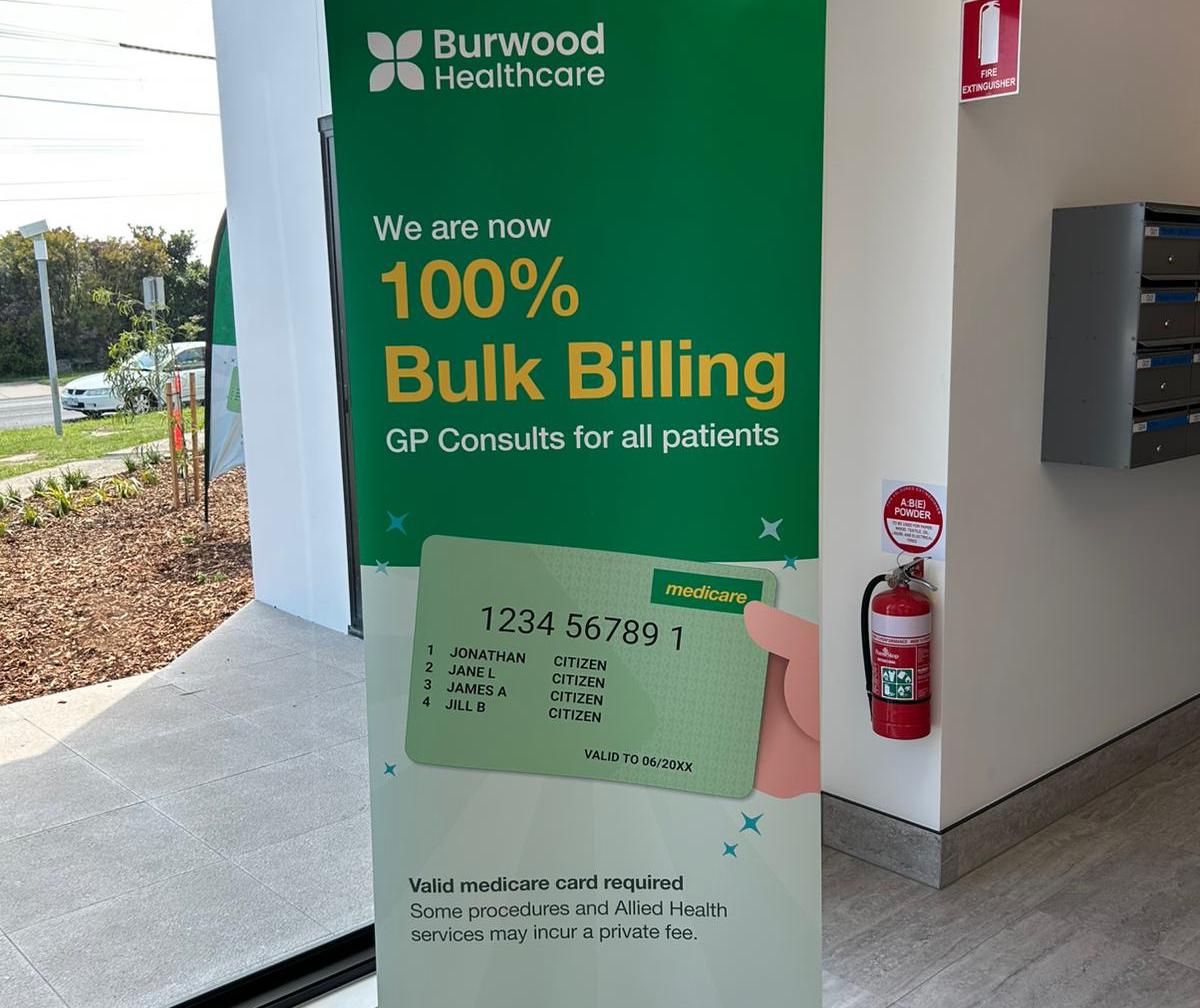 Burwood
Healthcare
We are now
100%
Bulk Billing
GP Consults for all patients
medicare
1234 56789 1
1 JONATHAN CITIZEN
2 JANE L CITIZEN
3 JAMES A CITIZEN
4 JILL B CITIZEN
VALID TO 06/20XX
Valid medicare card required
Some procedures and Allied Health
services may incur a private fee.
FIRE
EXTINGUISHER
A:B(E)
POWDER